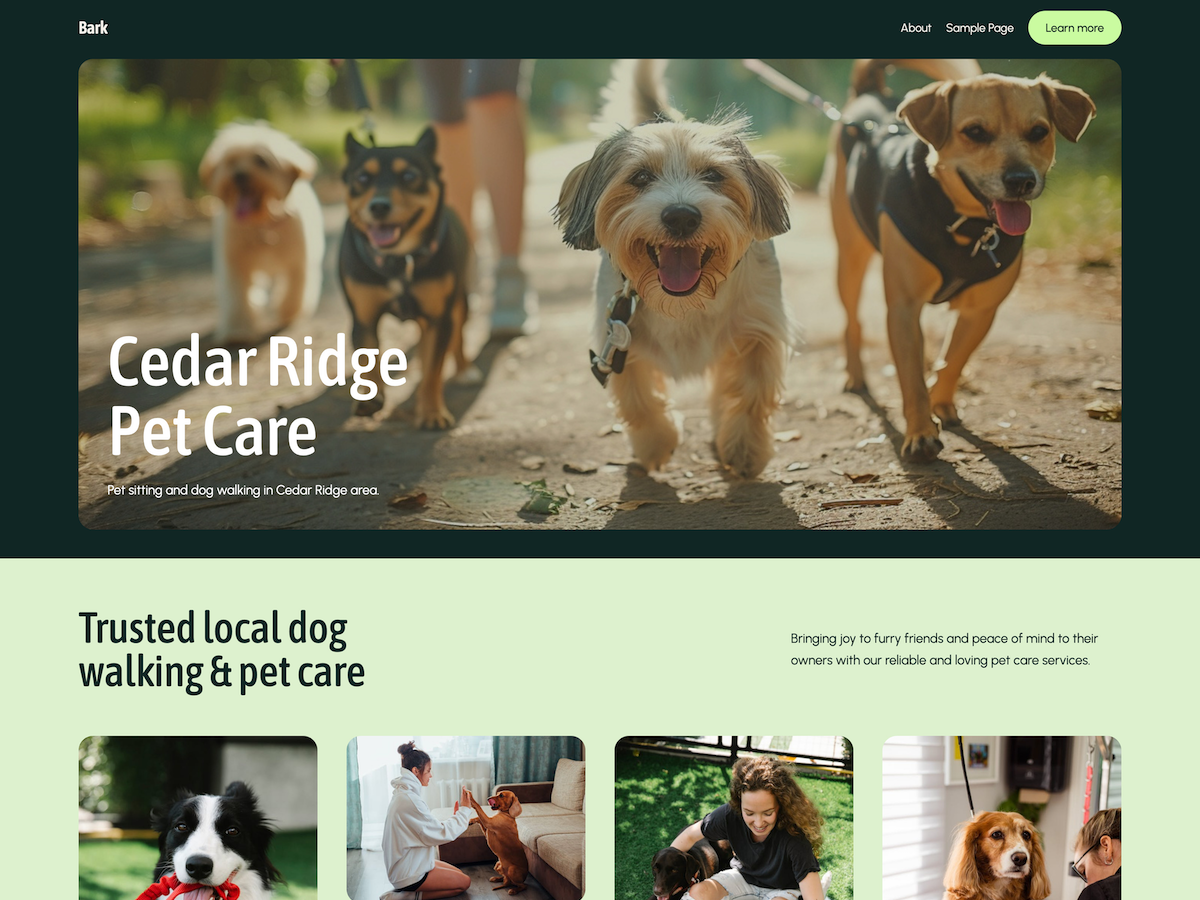 Bark
About Sample Page Learn more
Cedar Ridge
Pet Care
Pet sitting and dog walking in Cedar Ridge area.
Trusted local dog
walking & pet care
Bringing joy to furry friends and peace of mind to their
owners with our reliable and loving pet care services.